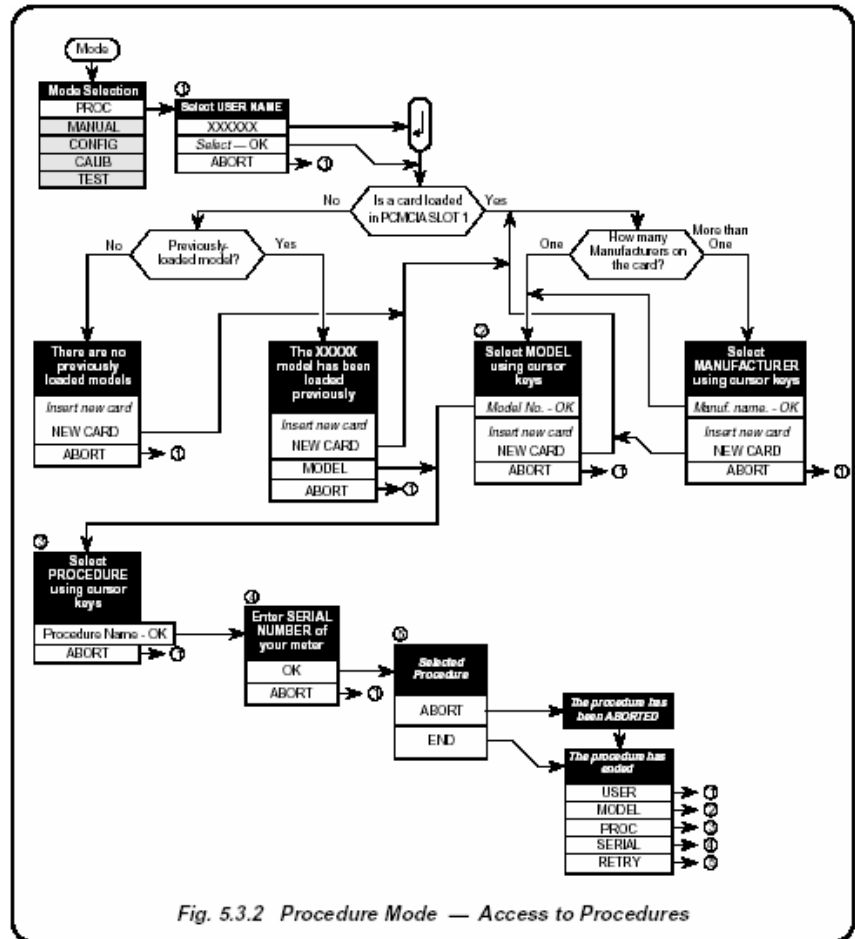 Mode
Mode Selection
PROC
MANUAL
CONFIG
CALIB
TEST
①
Select USER NAME
XXXXXX
Select — OK
ABORT
①
Is a card loaded
in PCMCIA SLOT 1
No
Yes
Previously-
loaded model?
No
Yes
How many
Manufacturers on
the card?
One
More than
One
There are no
previously
loaded models
Insert new card
NEW CARD
ABORT
①
The XXXXX
model has been
loaded
previously
Insert new card
NEW CARD
MODEL
ABORT
①
②
Select MODEL
using cursor
keys
Model No. - OK
Insert new card
NEW CARD
ABORT
①
Select
MANUFACTURER
using cursor keys
Manuf. name. - OK
Insert new card
NEW CARD
ABORT
①
③
Select
PROCEDURE
using cursor
keys
Procedure Name - OK
ABORT
①
④
Enter SERIAL
NUMBER of
your meter
OK
ABORT
①
⑤
Selected
Procedure
ABORT
END
The procedure has
been ABORTED
The procedure has
ended
USER
①
MODEL
②
PROC
③
SERIAL
④
RETRY
⑤
Fig. 5.3.2 Procedure Mode — Access to Procedures